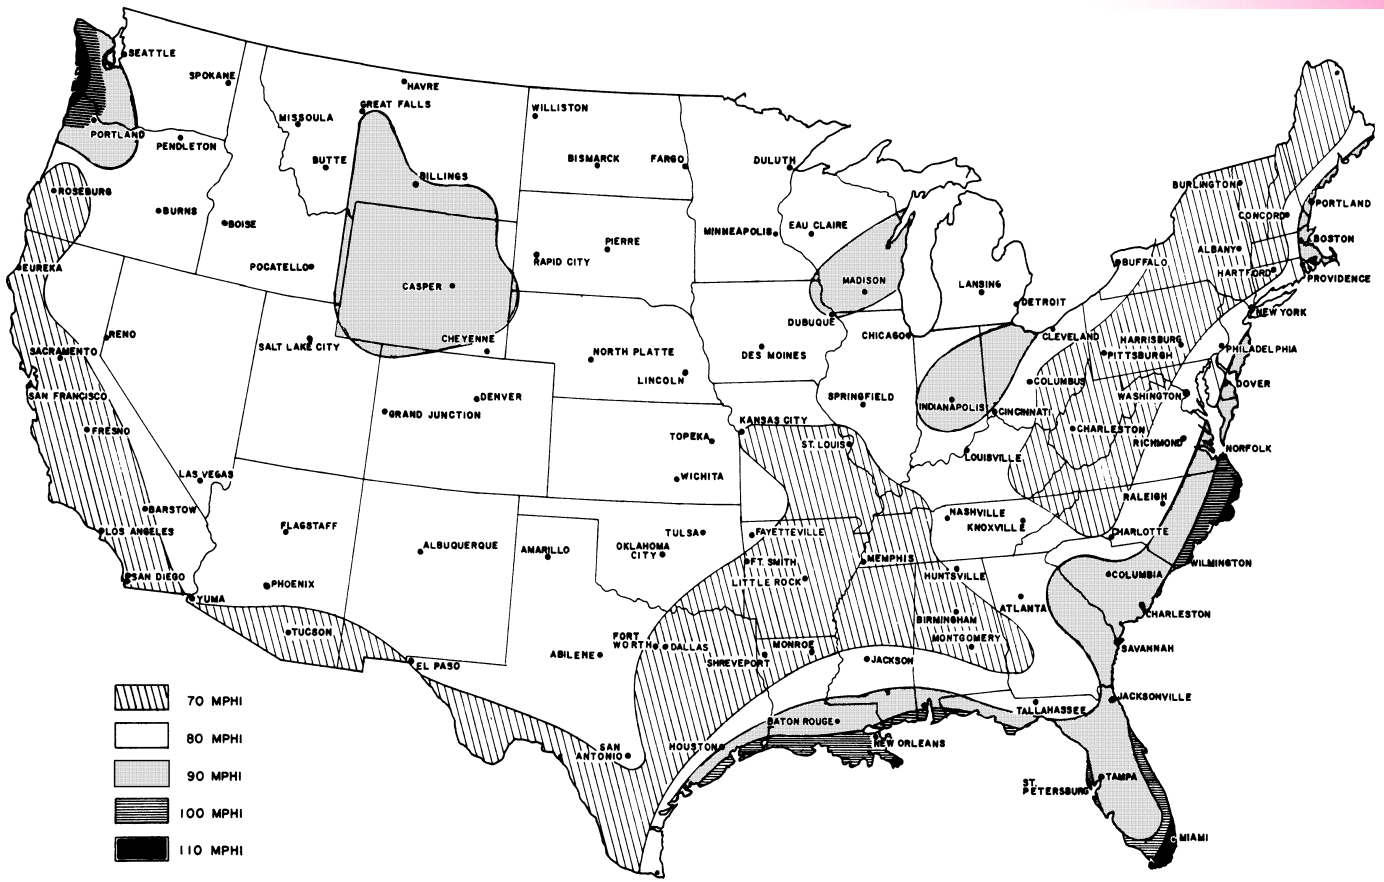 SEATTLE
SPOKANE
PORTLAND
PENDLETON
MISSOULA
GREAT FALLS
HAVRE
BUTTE
BILLINGS
WILLISTON
BISMARCK
FARGO
DULUTH
ROSEBURG
BURNS
BOISE
POCATELLO
EUREKA
CASPER
CHEYENNE
RAPID CITY
PIERRE
MINNEAPOLIS
EAU CLAIRE
MADISON
DUBUQUE
LANSING
DETROIT
BUFFALO
BURLINGTON
CONCORD
PORTLAND
ALBANY
BOSTON
HARTFORD
PROVIDENCE
NEW YORK
RENO
SACRAMENTO
SAN FRANCISCO
FRESNO
SALT LAKE CITY
GRAND JUNCTION
DENVER
NORTH PLATTE
LINCOLN
DES MOINES
CHICAGO
SPRINGFIELD
INDIANAPOLIS
CLEVELAND
COLUMBUS
CINCINNATI
PITTSBURGH
HARRISBURG
PHILADELPHIA
DOVER
WASHINGTON
CHARLESTON
RICHMOND
NORFOLK
LAS VEGAS
BARSTOW
LOS ANGELES
SAN DIEGO
YUMA
FLAGSTAFF
PHOENIX
TUCSON
ALBUQUERQUE
EL PASO
AMARILLO
TOPEKA
WICHITA
KANSAS CITY
ST. LOUIS
LOUISVILLE
TULSA
OKLAHOMA
CITY
FAYETTEVILLE
FT. SMITH
LITTLE ROCK
MEMPHIS
NASHVILLE
KNOXVILLE
RALEIGH
CHARLOTTE
WILMINGTON
HUNTSVILLE
BIRMINGHAM
MONTGOMERY
ATLANTA
COLUMBIA
CHARLESTON
SAVANNAH
ABILENE
FORT
WORTH
DALLAS
SHREVEPORT
MONROE
JACKSON
SAN
ANTONIO
HOUSTON
BATON ROUGE
NEW ORLEANS
TALLAHASSEE
JACKSONVILLE
TAMPA
ST.
PETERSBURG
MIAMI
70 MPHI
80 MPHI
90 MPHI
100 MPHI
110 MPHI